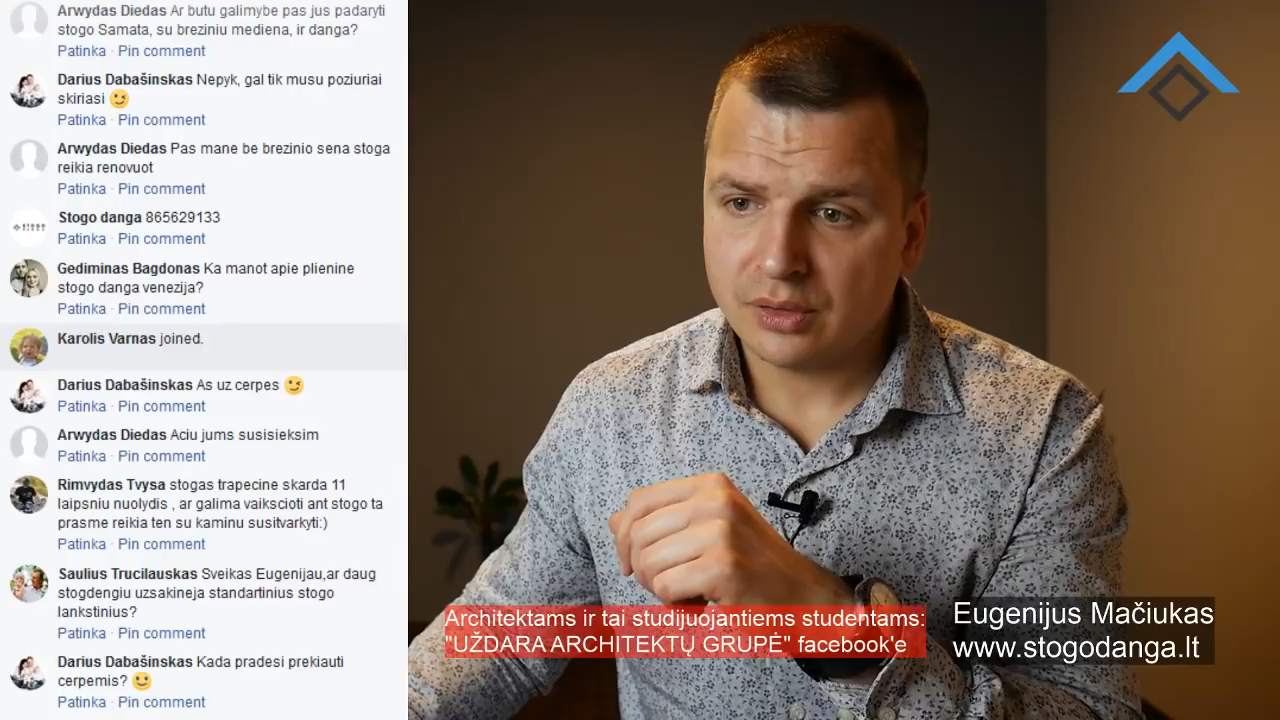 Arwydas Diedas Ar butu galimybe pas jus padaryti
stogo Samata, su breziniu mediena, ir danga?
Patinka · Pin comment
Darius Dabašinskas Nepyk, gal tik musu poziuriai
skiriasi 😉
Patinka · Pin comment
Arwydas Diedas Pas mane be brezinio sena stoga
reikia renovuot
Patinka · Pin comment
Stogo danga 865629133
Patinka · Pin comment
Gediminas Bagdonas Ka manot apie plienine
stogo danga venezija?
Patinka · Pin comment
Karolis Varnas joined.
Darius Dabašinskas As uz cerpes 😉
Patinka · Pin comment
Arwydas Diedas Aciu jums susisieksim
Patinka · Pin comment
Rimvydas Tvysa stogas trapecine skarda 11
laipsniu nuolydis , ar galima vaikscioti ant stogo ta
prasme reikia ten su kaminu susitvarkyti:)
Patinka · Pin comment
Saulius Trucilauskas Sveikas Eugenijau,ar daug
stogdengiu uzsakineja standartinius stogo
lankstinius?
Patinka · Pin comment
Darius Dabašinskas Kada pradesi prekiauti
cerpemis? 🙂
Patinka · Pin comment
Architektams ir tai studijuojantiems studentams:
"UŽDARA ARCHITEKTŲ GRUPĖ" facebook'e
Eugenijus Mačiukas
www.stogodanga.lt